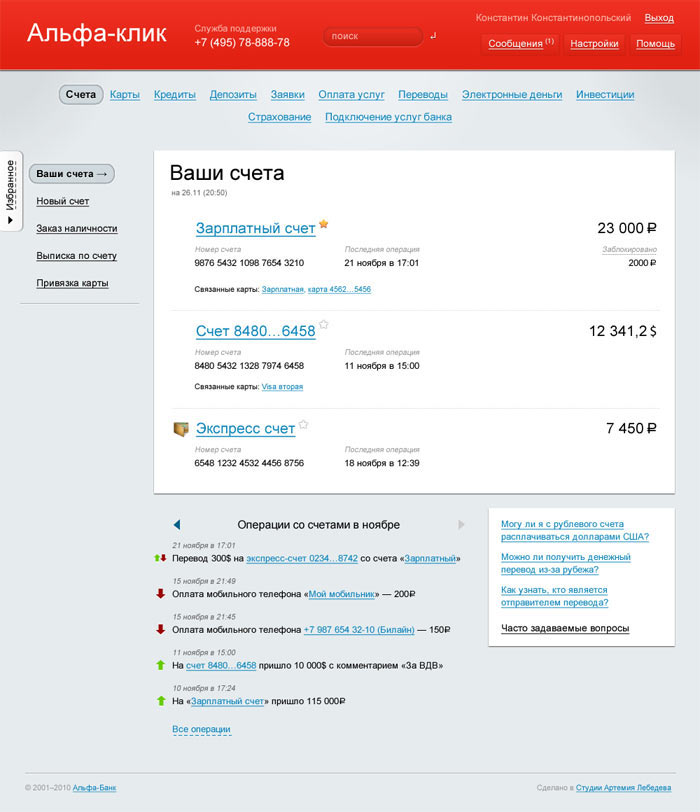 Альфа-клик
Служба поддержки
+7 (495) 78-888-78
поиск
Константин Константинопольский Выход
Сообщения (1) Настройки Помощь
Счета Карты Кредиты Депозиты Заявки Оплата услуг Переводы Электронные деньги Инвестиции
Страхование Подключение услуг банка
Избранное
Ваши счета →
Новый счет
Заказ наличности
Выписка по счету
Привязка карты
Ваши счета
на 26.11 (20:50)
Зарплатный счет 23 000 ₽
Номер счета Последняя операция Заблокировано
9876 5432 1098 7654 3210 21 ноября в 17:01 2000 ₽
Связанные карты: Зарплатная, карта 4562…5456
Счет 8480…6458 12 341,2 $
Номер счета Последняя операция
8480 5432 1328 7974 6458 11 ноября в 15:00
Связанные карты: Visa вторая
Экспресс счет 7 450 ₽
Номер счета Последняя операция
6548 1232 4532 4456 8756 18 ноября в 12:39
Операции со счетами в ноябре
21 ноября в 17:01
Перевод 300$ на экспресс-счет 0234…8742 со счета «Зарплатный»
15 ноября в 21:49
Оплата мобильного телефона «Мой мобильник» — 200₽
15 ноября в 21:45
Оплата мобильного телефона +7 987 654 32-10 (Билайн) — 150₽
11 ноября в 15:00
На счет 8480…6458 пришло 10 000$ с комментарием «За ВДВ»
10 ноября в 17:24
На «Зарплатный счет» пришло 115 000₽
Все операции
Могу ли я с рублевого счета
расплачиваться долларами США?
Можно ли получить денежный
перевод из-за рубежа?
Как узнать, кто является
отправителем перевода?
Часто задаваемые вопросы
© 2001–2010 Альфа-Банк
Сделано в Студии Артемия Лебедева